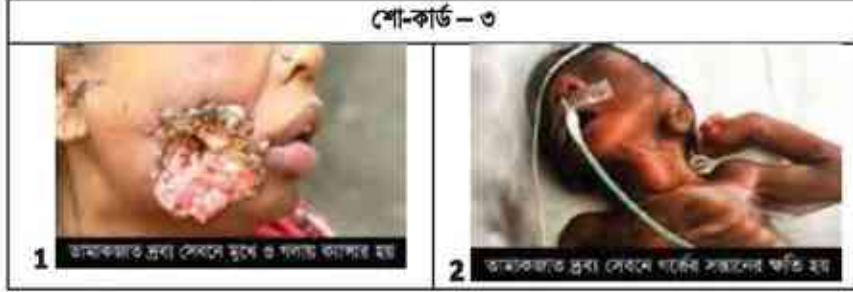 শো-কার্ড – ৩
1 তামাকজাত দ্রব্য সেবনে মুখে ও গলায় ক্যান্সার হয়
2 তামাকজাত দ্রব্য সেবনে গর্ভের সন্তানের ক্ষতি হয়